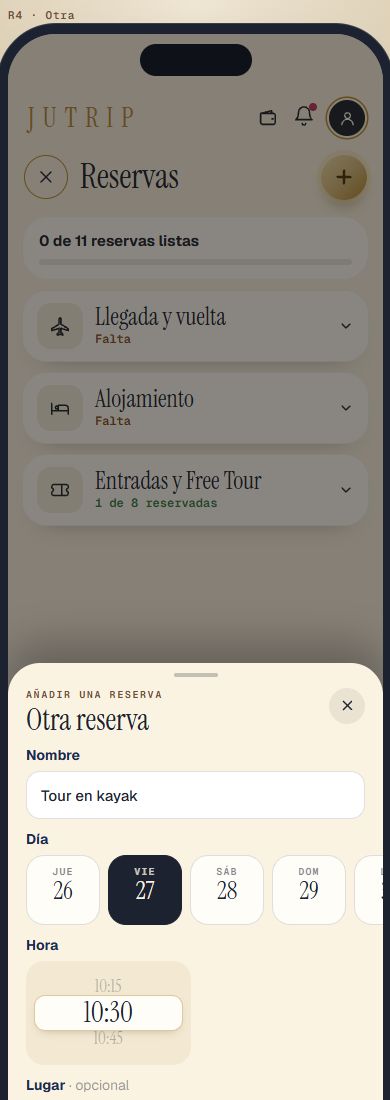 R4 · Otra
JUTRIP
Reservas
0 de 11 reservas listas
Llegada y vuelta
Falta
Alojamiento
Falta
Entradas y Free Tour
1 de 8 reservadas
AÑADIR UNA RESERVA
Otra reserva
Nombre
Tour en kayak
Día
JUE VIE SÁB DOM
26 27 28 29
Hora
10:15
10:30
10:45
Lugar · opcional